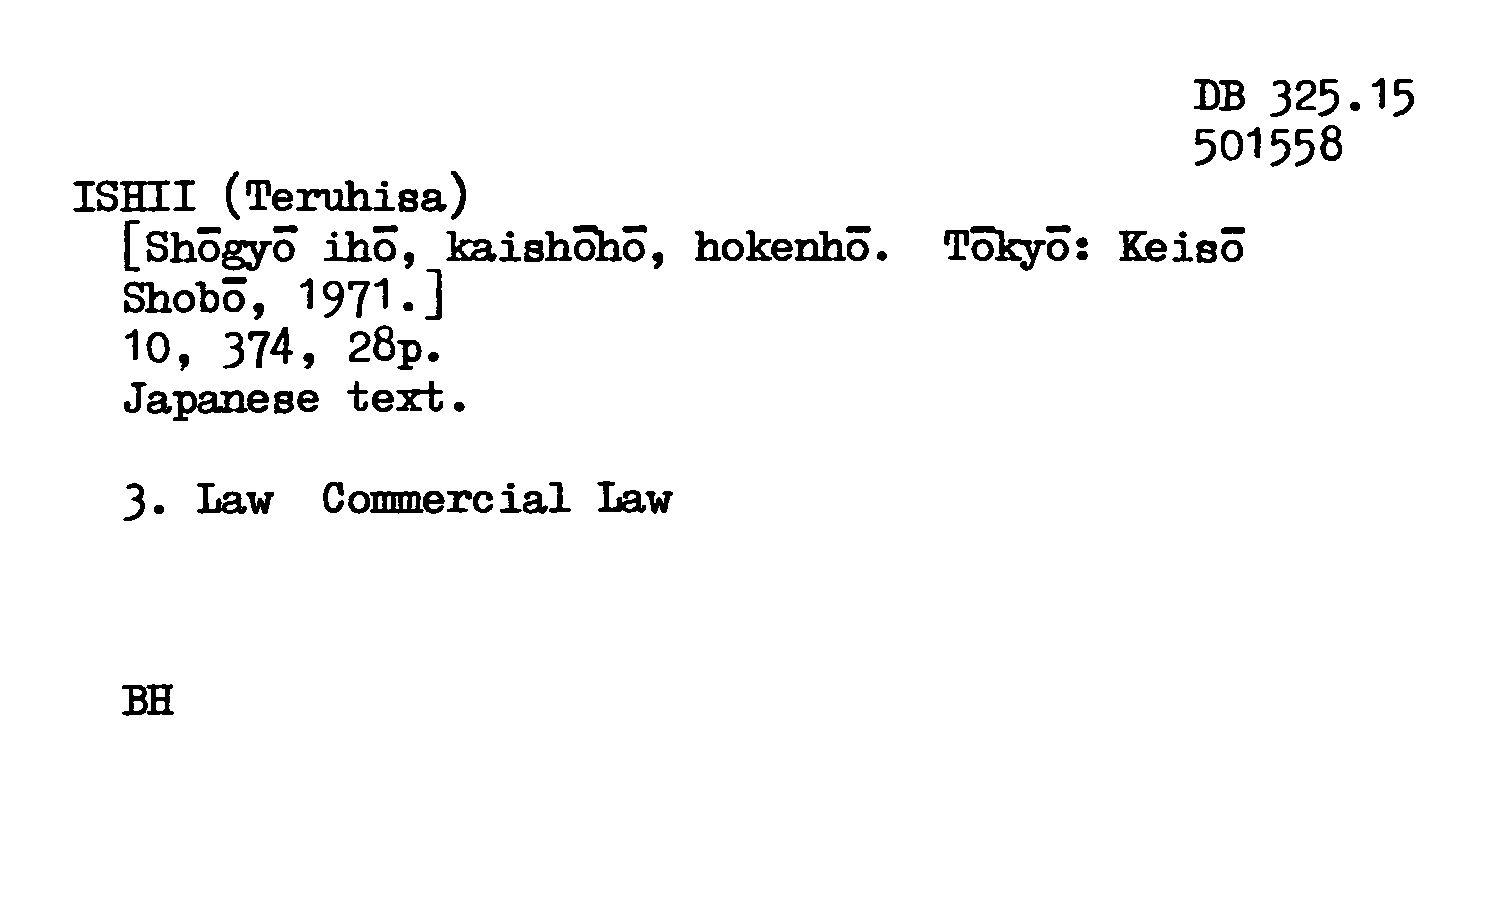 DB 325.15
501558
ISHII (Teruhisa)
[Shōgyō ihō, kaishōhō, hokenhō. Tōkyō: Keisō
Shobō, 1971.]
10, 374, 28p.
Japanese text.
3. Law Commercial Law
BH